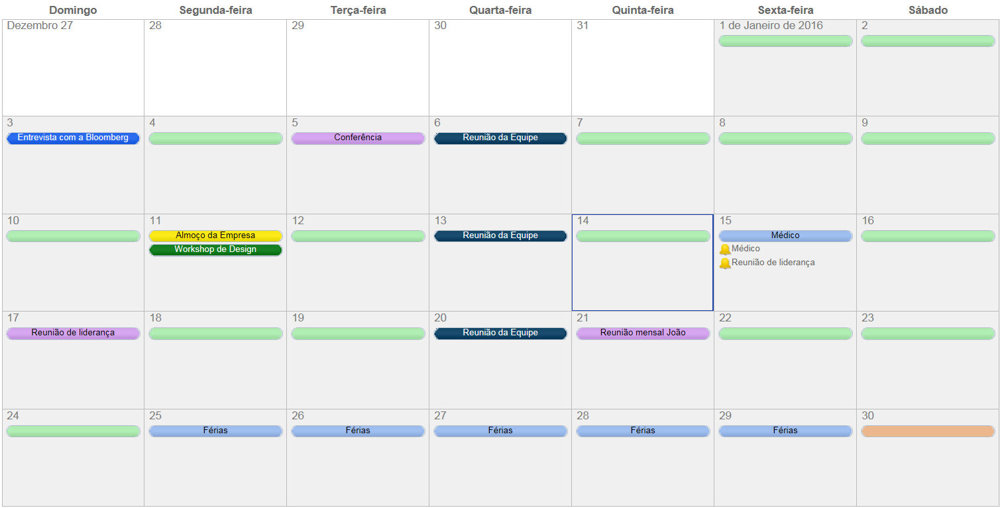 Domingo Segunda-feira Terça-feira Quarta-feira Quinta-feira Sexta-feira Sábado
Dezembro 27 28 29 30 31 1 de Janeiro de 2016 2
3 4 5 6 7 8 9
Entrevista com a Bloomberg Conferência Reunião da Equipe
10 11 12 13 14 15 16
Almoço da Empresa Reunião da Equipe Médico
Workshop de Design Médico
Reunião de liderança
17 18 19 20 21 22 23
Reunião de liderança Reunião da Equipe Reunião mensal João
24 25 26 27 28 29 30
Férias Férias Férias Férias Férias